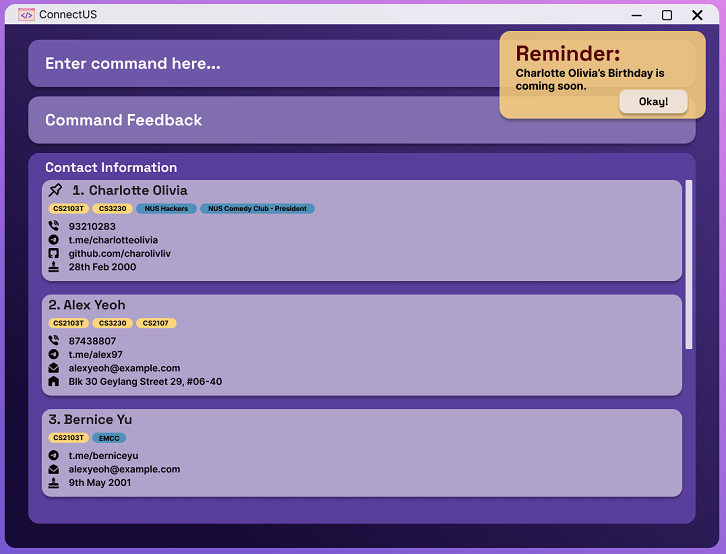 ConnectUS
Enter command here...
Reminder:
Charlotte Olivia's Birthday is
coming soon.
Okay!
Command Feedback
Contact Information
1. Charlotte Olivia
CS2103T CS3230 NUS Hackers NUS Comedy Club - President
93210283
t.me/charlotteolivia
github.com/charolivliv
28th Feb 2000
2. Alex Yeoh
CS2103T CS3230 CS2107
87438807
t.me/alex97
alexyeoh@example.com
Blk 30 Geylang Street 29, #06-40
3. Bernice Yu
CS2103T EMCC
t.me/berniceyu
alexyeoh@example.com
9th May 2001